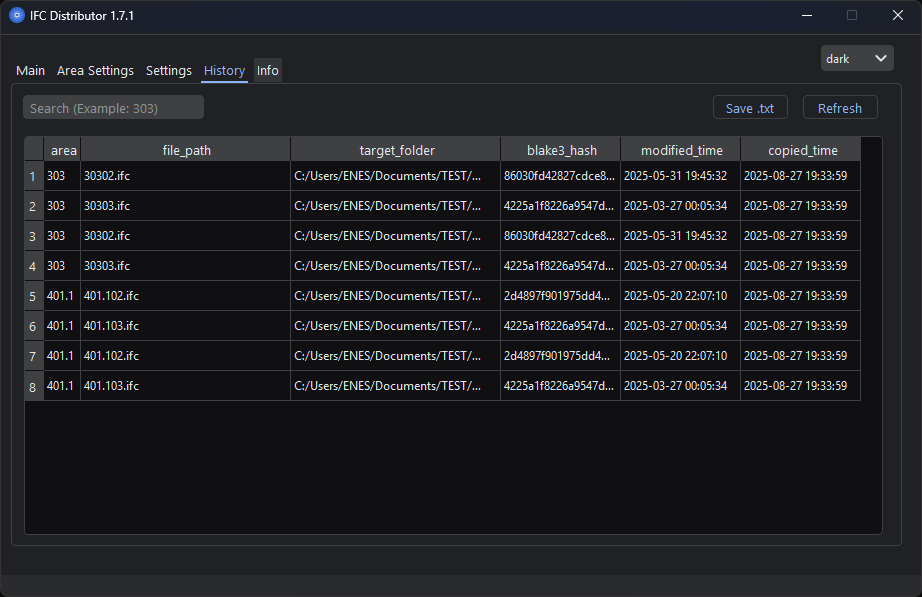 IFC Distributor 1.7.1
dark
Main Area Settings Settings History Info
Search (Example: 303) Save .txt Refresh
area file_path target_folder blake3_hash modified_time copied_time
1 303 30302.ifc C:/Users/ENES/Documents/TEST/... 86030fd42827cdce8... 2025-05-31 19:45:32 2025-08-27 19:33:59
2 303 30303.ifc C:/Users/ENES/Documents/TEST/... 4225a1f8226a9547d... 2025-03-27 00:05:34 2025-08-27 19:33:59
3 303 30302.ifc C:/Users/ENES/Documents/TEST/... 86030fd42827cdce8... 2025-05-31 19:45:32 2025-08-27 19:33:59
4 303 30303.ifc C:/Users/ENES/Documents/TEST/... 4225a1f8226a9547d... 2025-03-27 00:05:34 2025-08-27 19:33:59
5 401.1 401.102.ifc C:/Users/ENES/Documents/TEST/... 2d4897f901975dd4... 2025-05-20 22:07:10 2025-08-27 19:33:59
6 401.1 401.103.ifc C:/Users/ENES/Documents/TEST/... 4225a1f8226a9547d... 2025-03-27 00:05:34 2025-08-27 19:33:59
7 401.1 401.102.ifc C:/Users/ENES/Documents/TEST/... 2d4897f901975dd4... 2025-05-20 22:07:10 2025-08-27 19:33:59
8 401.1 401.103.ifc C:/Users/ENES/Documents/TEST/... 4225a1f8226a9547d... 2025-03-27 00:05:34 2025-08-27 19:33:59